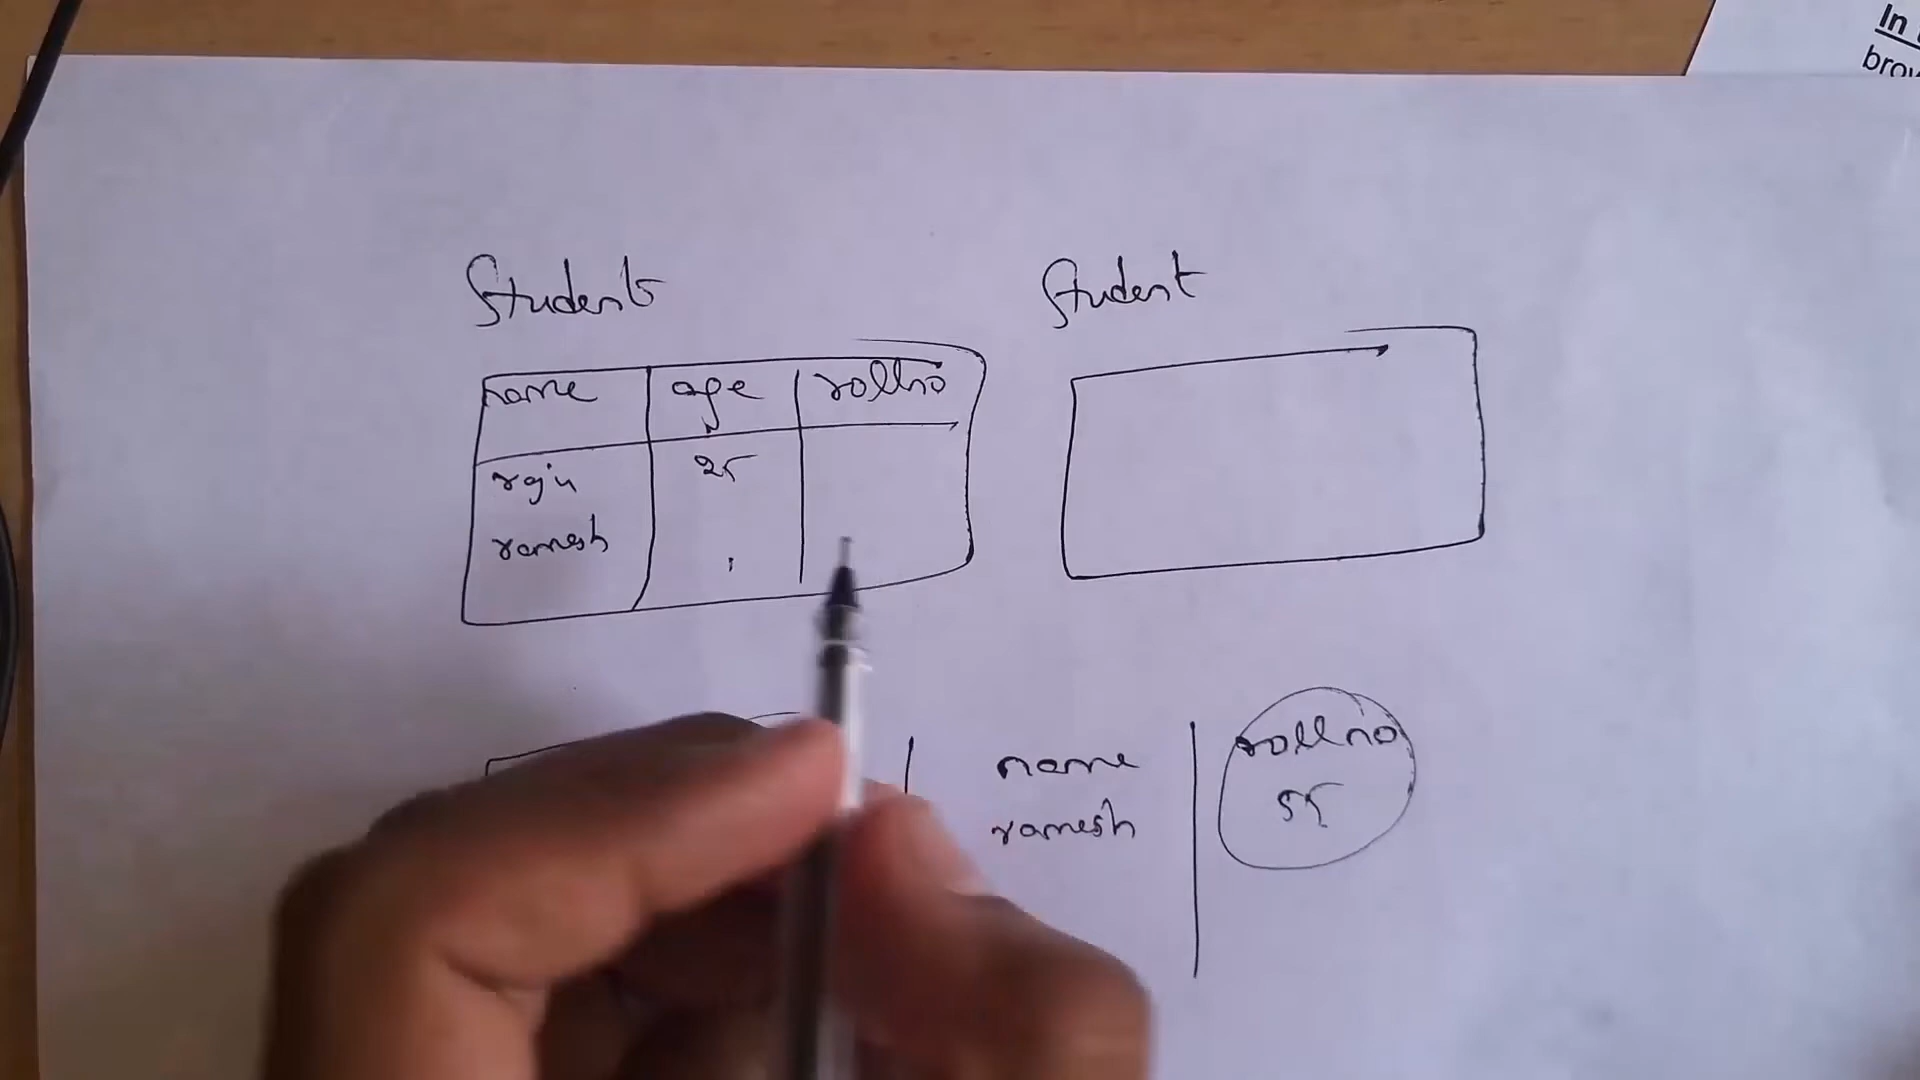 Students
Student
name age rollno
raju 25
ramesh
name rollno
ramesh 55
In
brow